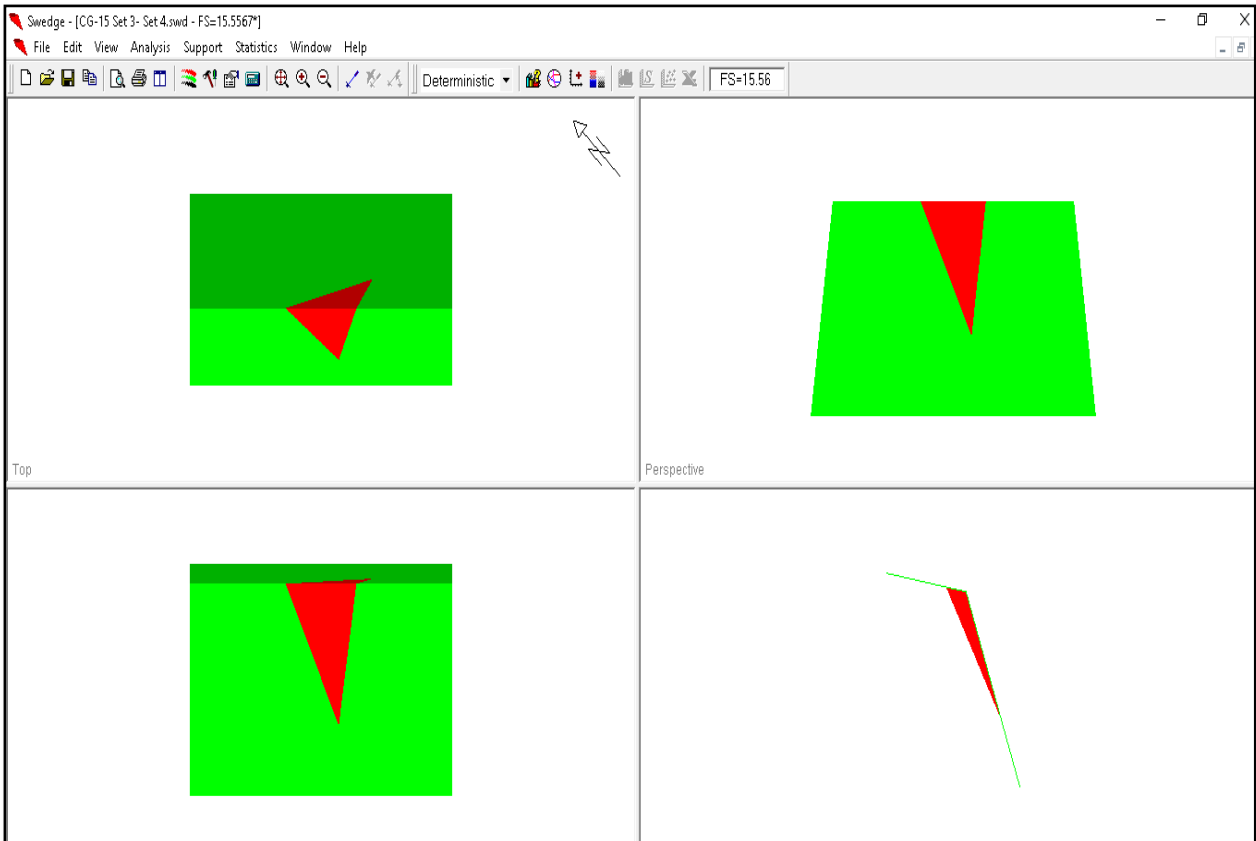 Swedge - [CG-15 Set 3- Set 4.swd - FS=15.5567*]
File Edit View Analysis Support Statistics Window Help
Deterministic FS=15.56
Top
Perspective